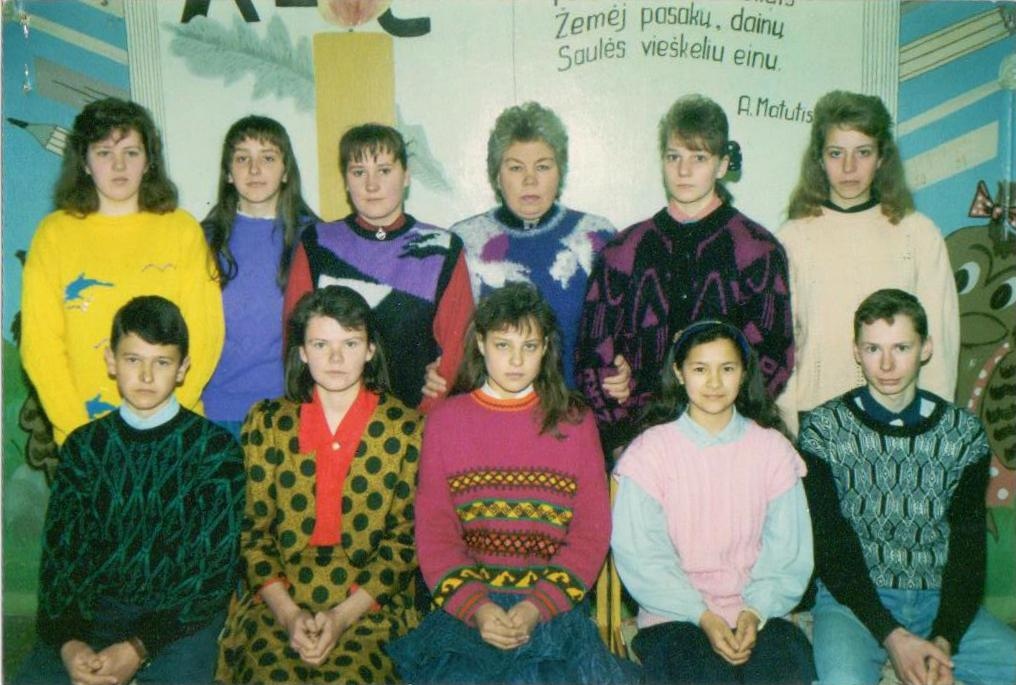 A C
Žemėj pasakų, dainų
Saulės vieškeliu einu.
A. Matutis